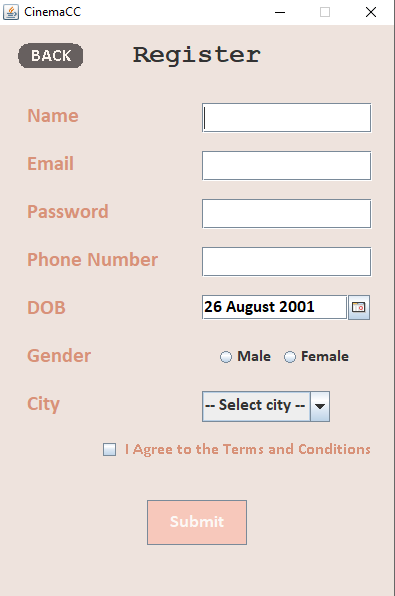 CinemaCC
BACK
Register
Name
Email
Password
Phone Number
DOB
26 August 2001
Gender
Male
Female
City
-- Select city --
I Agree to the Terms and Conditions
Submit